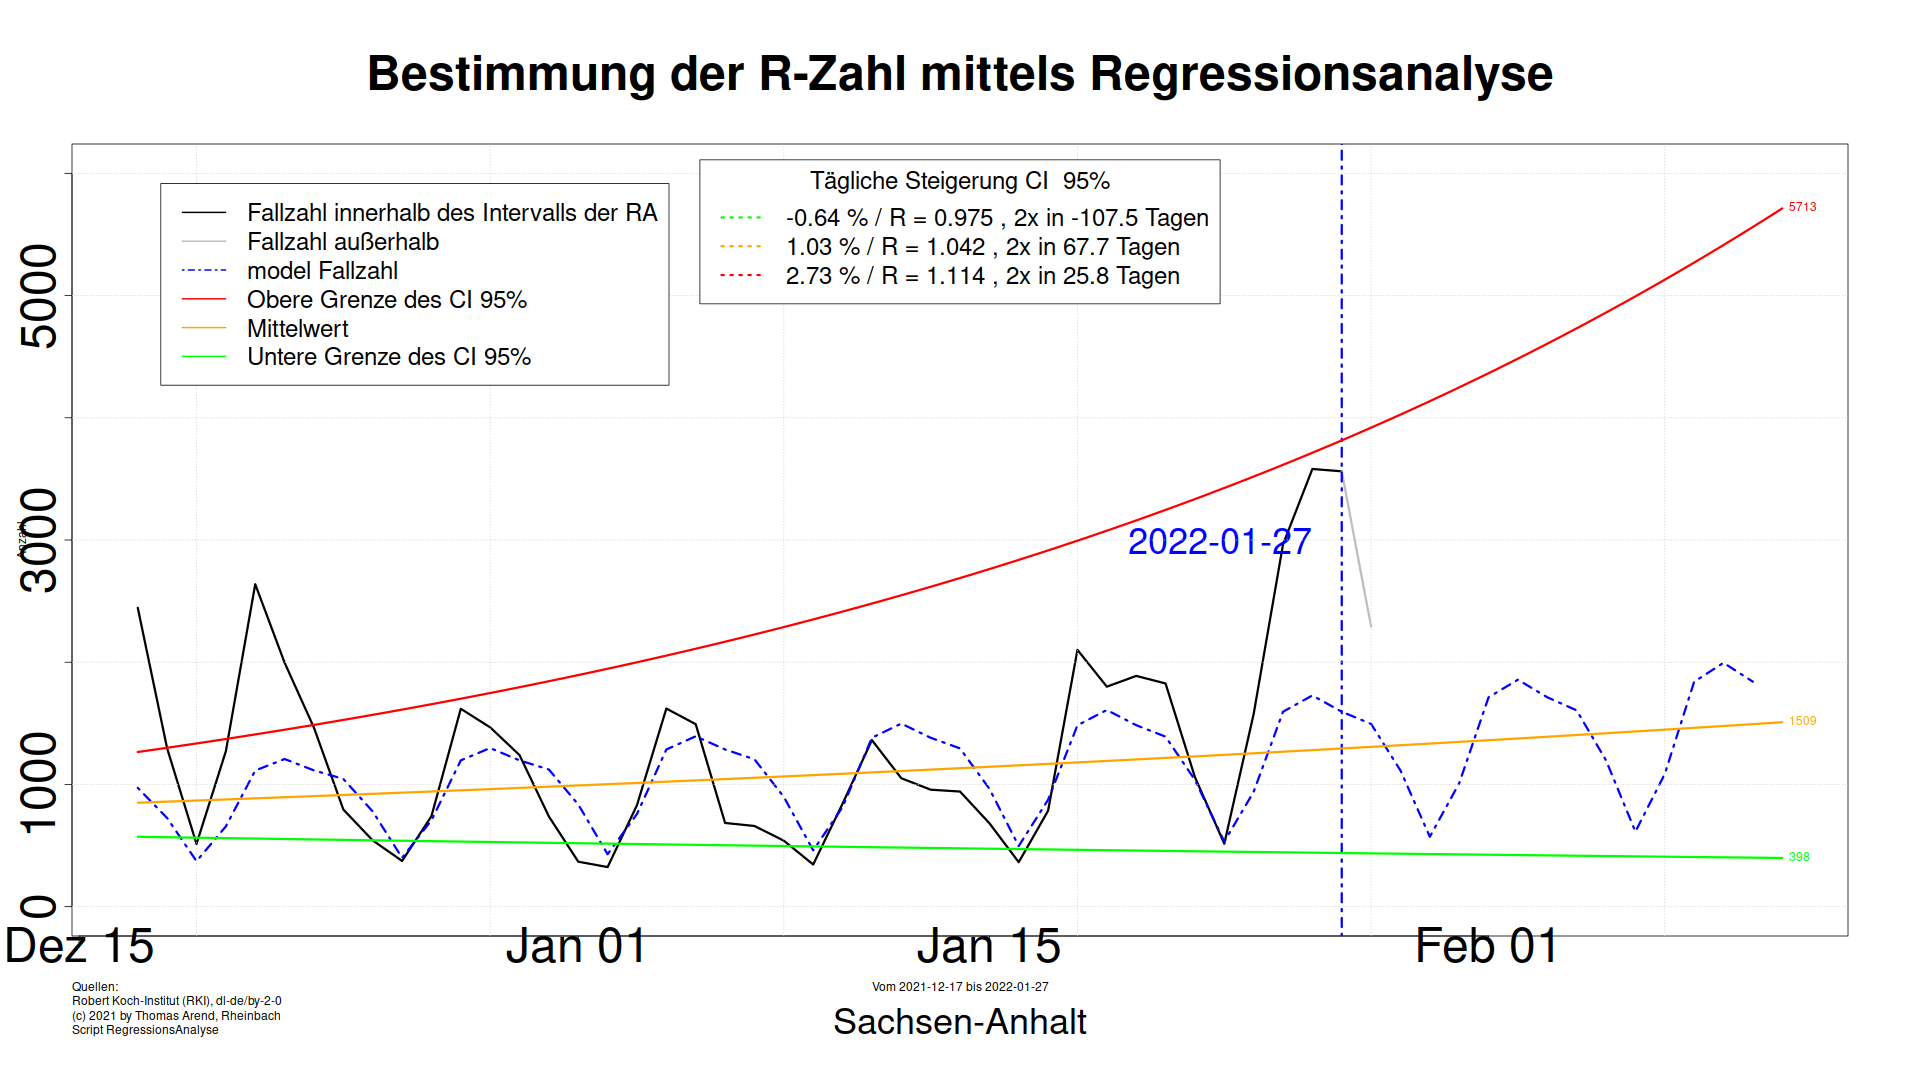 Bestimmung der R-Zahl mittels Regressionsanalyse
Fallzahl innerhalb des Intervalls der RA
Fallzahl außerhalb
model Fallzahl
Obere Grenze des CI 95%
Mittelwert
Untere Grenze des CI 95%
Tägliche Steigerung CI  95%
-0.64 % / R = 0.975 , 2x in -107.5 Tagen
1.03 % / R = 1.042 , 2x in 67.7 Tagen
2.73 % / R = 1.114 , 2x in 25.8 Tagen
5713
1509
398
2022-01-27
5000
3000
1000
0
Anzahl
Dez 15
Jan 01
Jan 15
Feb 01
Quellen:
Robert Koch-Institut (RKI), dl-de/by-2-0
(c) 2021 by Thomas Arend, Rheinbach
Script RegressionsAnalyse
Vom 2021-12-17 bis 2022-01-27
Sachsen-Anhalt